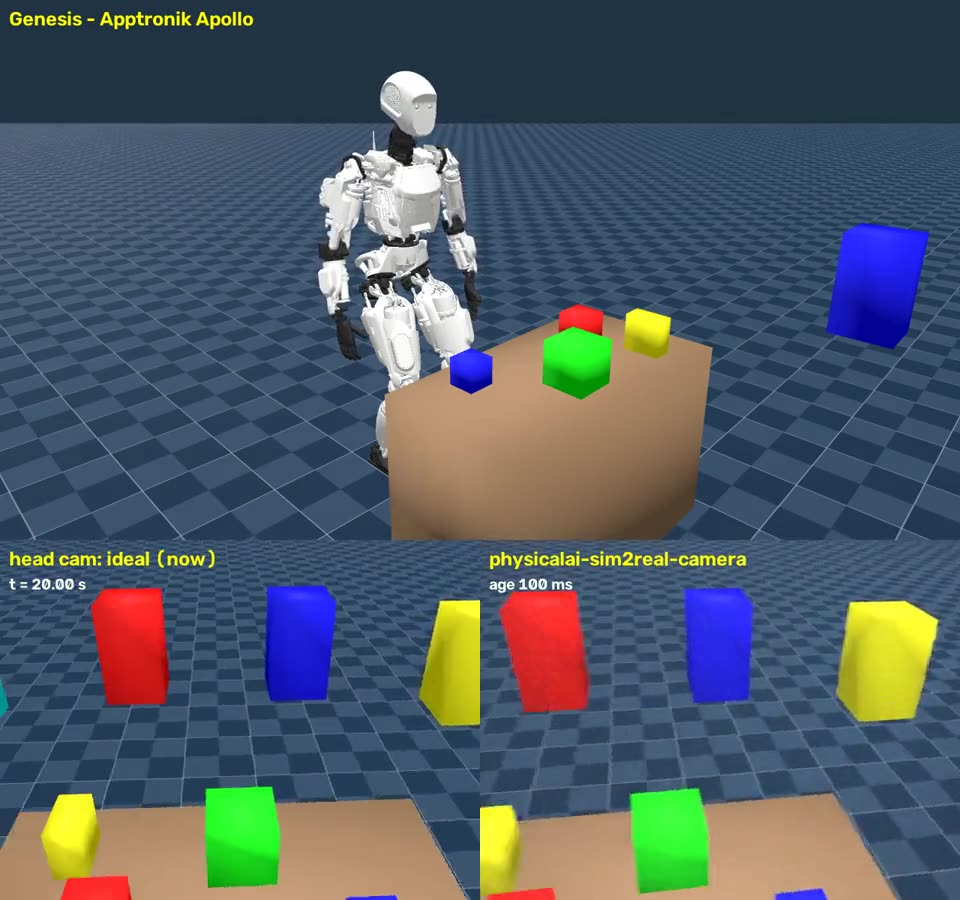 Genesis - Apptronik Apollo
head cam: ideal (now)
t = 20.00 s
physicalai-sim2real-camera
age 100 ms